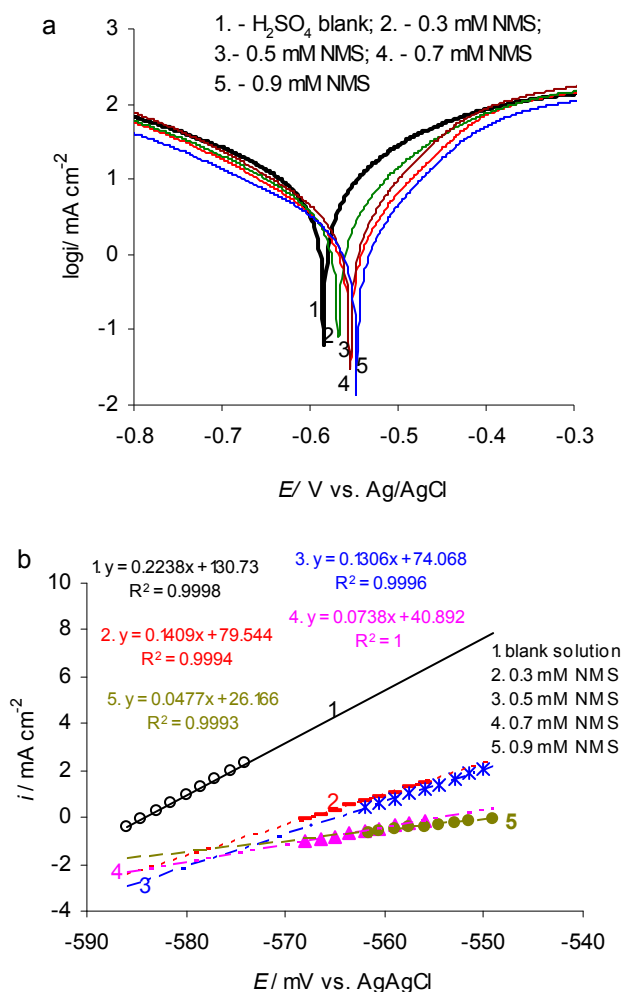 a
1. - H₂SO₄ blank; 2. - 0.3 mM NMS;
3.- 0.5 mM NMS; 4. - 0.7 mM NMS
5. - 0.9 mM NMS
3
2
1
0
-1
-2
logi/ mA cm⁻²
1
2
3
4
5
-0.8 -0.7 -0.6 -0.5 -0.4 -0.3
E/ V vs. Ag/AgCl
b
1 y = 0.2238x + 130.73
R² = 0.9998
3. y = 0.1306x + 74.068
R² = 0.9996
2. y = 0.1409x + 79.544
R² = 0.9994
4. y = 0.0738x + 40.892
R² = 1
5. y = 0.0477x + 26.166
R² = 0.9993
1 blank solution
2. 0.3 mM NMS
3. 0.5 mM NMS
4. 0.7 mM NMS
5. 0.9 mM NMS
10
8
6
4
2
0
-2
-4
i / mA cm⁻²
1
2
5
4
3
-590 -580 -570 -560 -550 -540
E / mV vs. AgAgCl